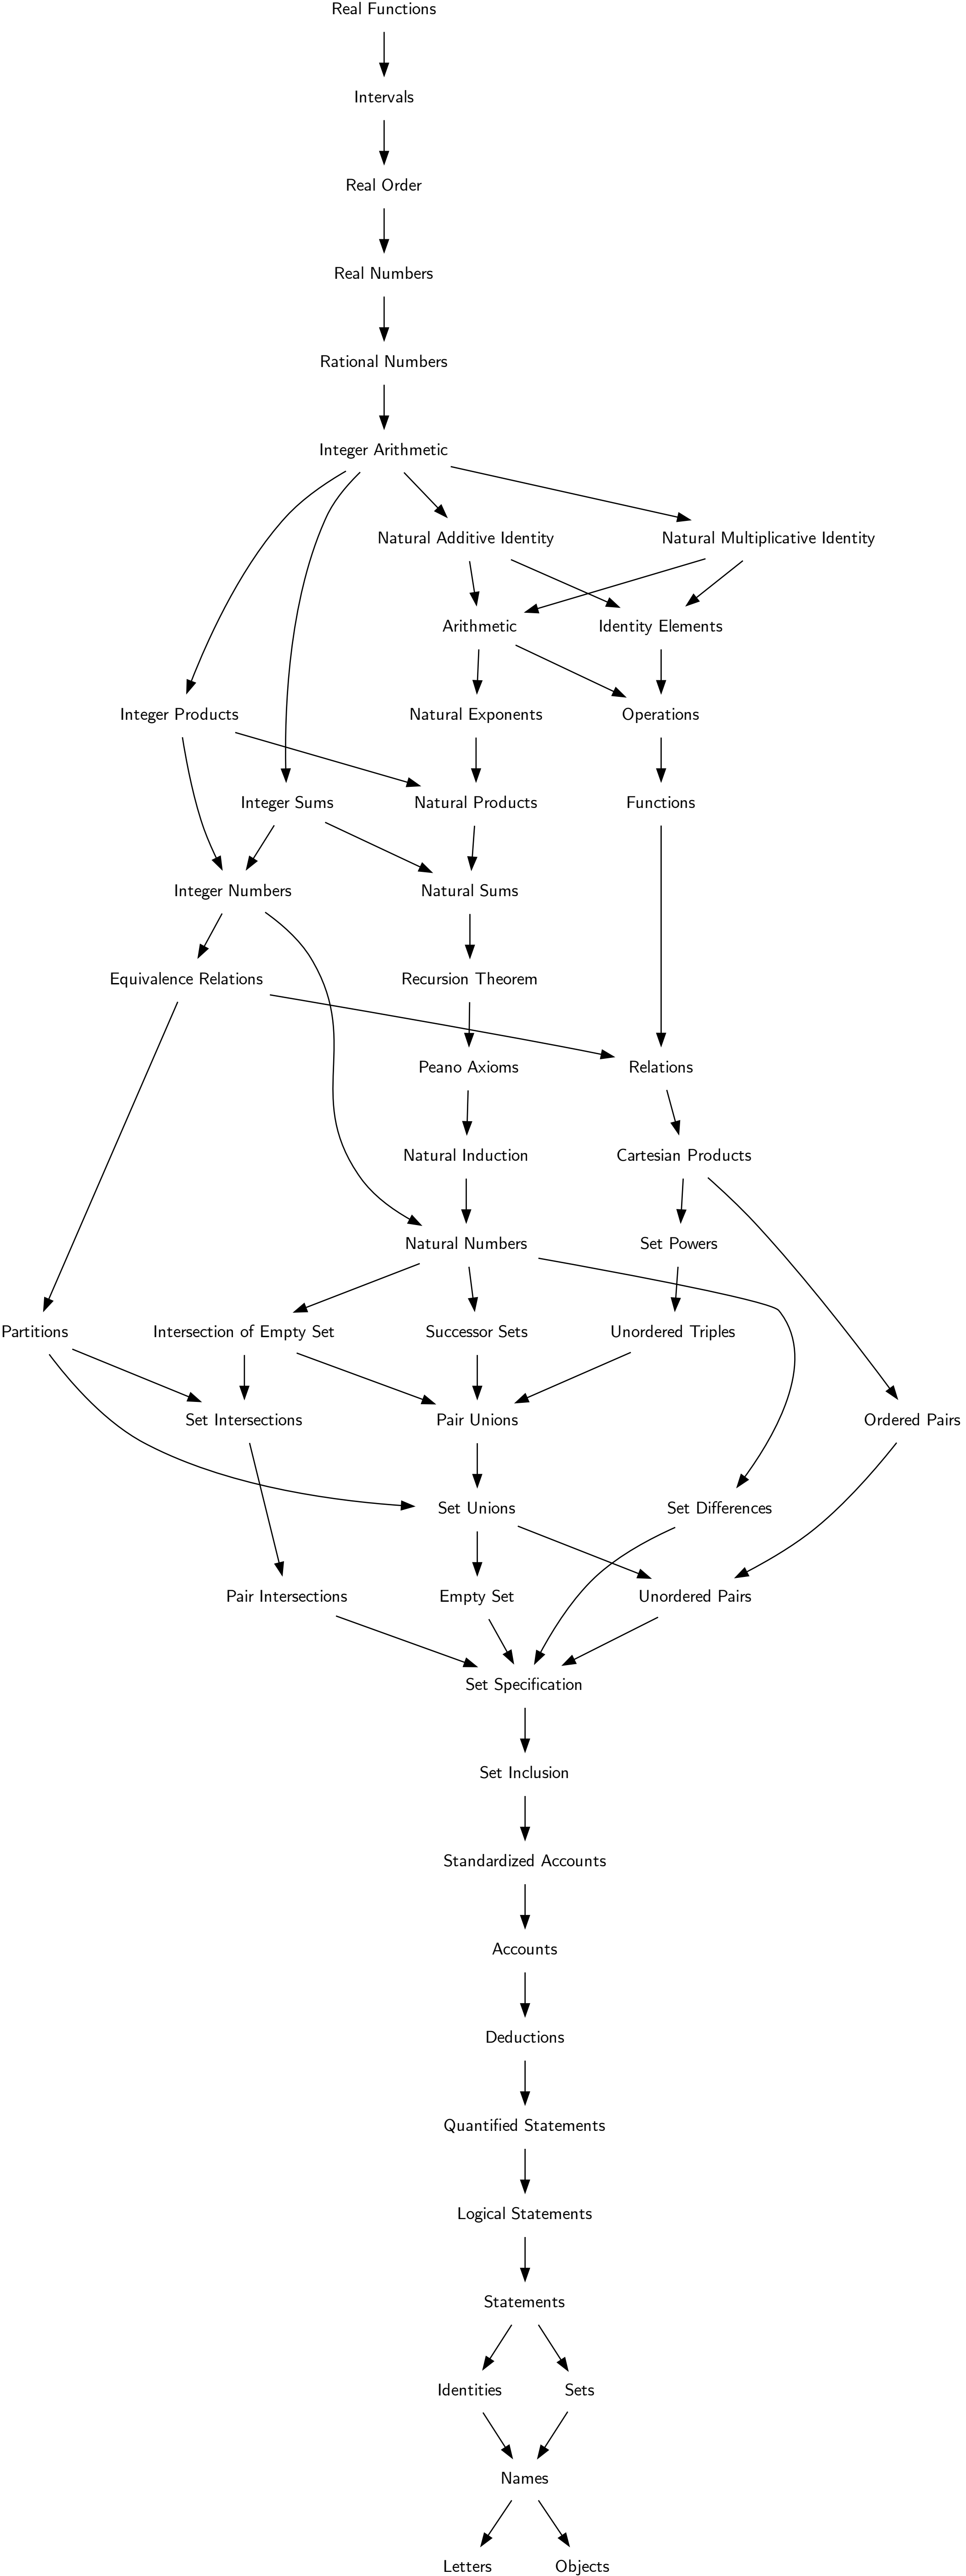 Real Functions
Intervals
Real Order
Real Numbers
Rational Numbers
Integer Arithmetic
Natural Additive Identity
Natural Multiplicative Identity
Arithmetic
Identity Elements
Integer Products
Natural Exponents
Operations
Integer Sums
Natural Products
Functions
Integer Numbers
Natural Sums
Equivalence Relations
Recursion Theorem
Peano Axioms
Relations
Natural Induction
Cartesian Products
Natural Numbers
Set Powers
Partitions
Intersection of Empty Set
Successor Sets
Unordered Triples
Set Intersections
Pair Unions
Ordered Pairs
Set Unions
Set Differences
Pair Intersections
Empty Set
Unordered Pairs
Set Specification
Set Inclusion
Standardized Accounts
Accounts
Deductions
Quantified Statements
Logical Statements
Statements
Identities
Sets
Names
Letters
Objects